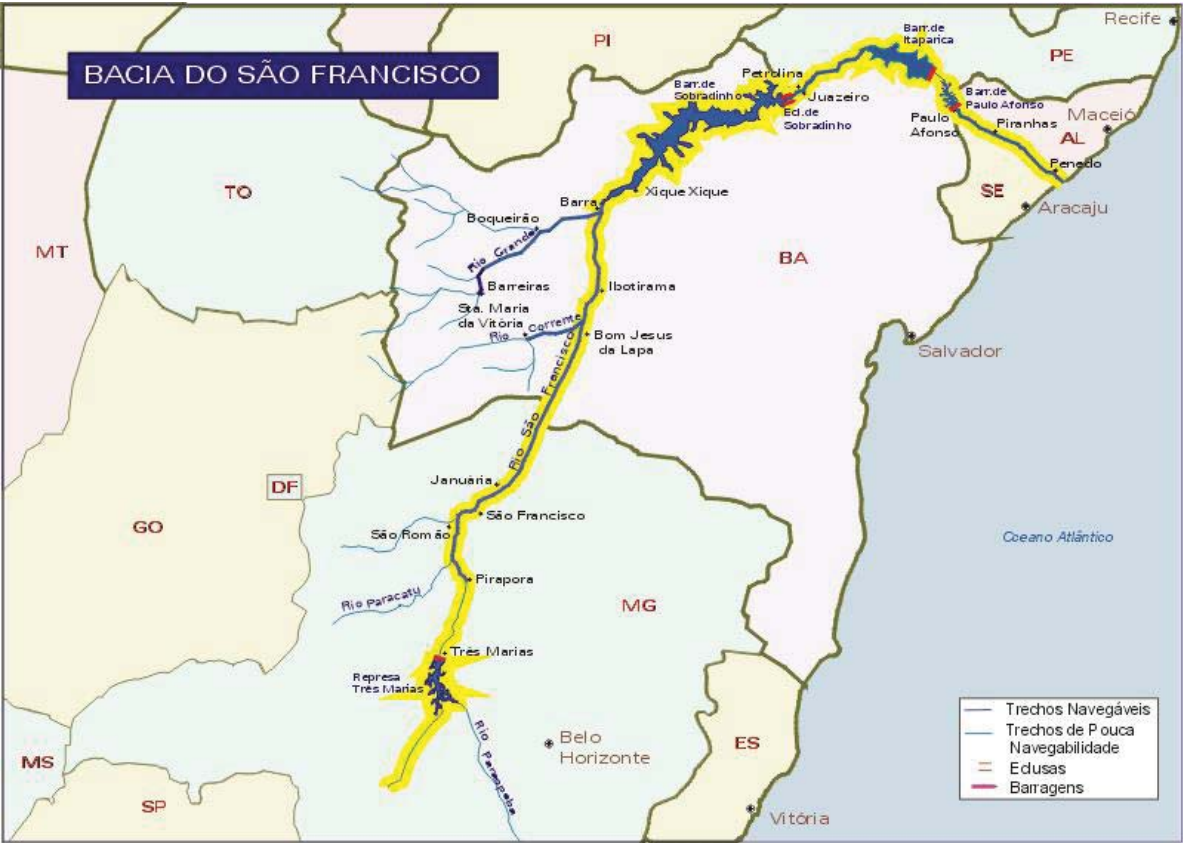 BACIA DO SÃO FRANCISCO
PI
Barr.de
Itaparica
Recife
PE
Petrolina
Barr.de
Sobradinho
Juazeiro
Ecl.de
Sobradinho
Barr.de
Paulo Afonso
Paulo
Afonso
Piranhas
Maceió
AL
Penedo
SE
Aracaju
TO
MT
Xique Xique
Barra
Boqueirão
Rio Grande
Barreiras
BA
Ibotirama
Sta. Maria
da Vitória
Rio Corrente
Bom Jesus
da Lapa
Salvador
Rio São Francisco
Januária
DF
GO
São Francisco
São Romão
Oceano Atlântico
Pirapora
Rio Paracatu
MG
Três Marias
Represa
Três Marias
Rio Paraopeba
Belo
Horizonte
ES
MS
SP
Vitória
Trechos Navegáveis
Trechos de Pouca
Navegabilidade
Eclusas
Barragens